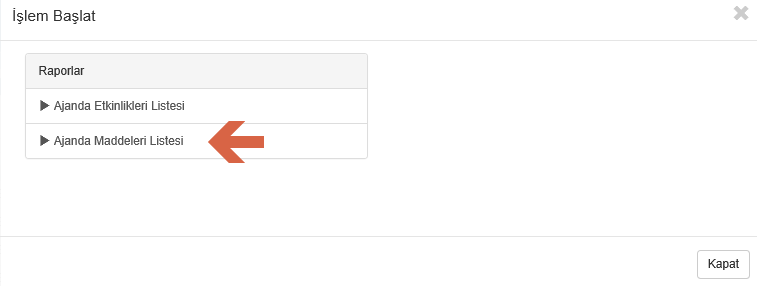 İşlem Başlat
Raporlar
Ajanda Etkinlikleri Listesi
Ajanda Maddeleri Listesi
Kapat